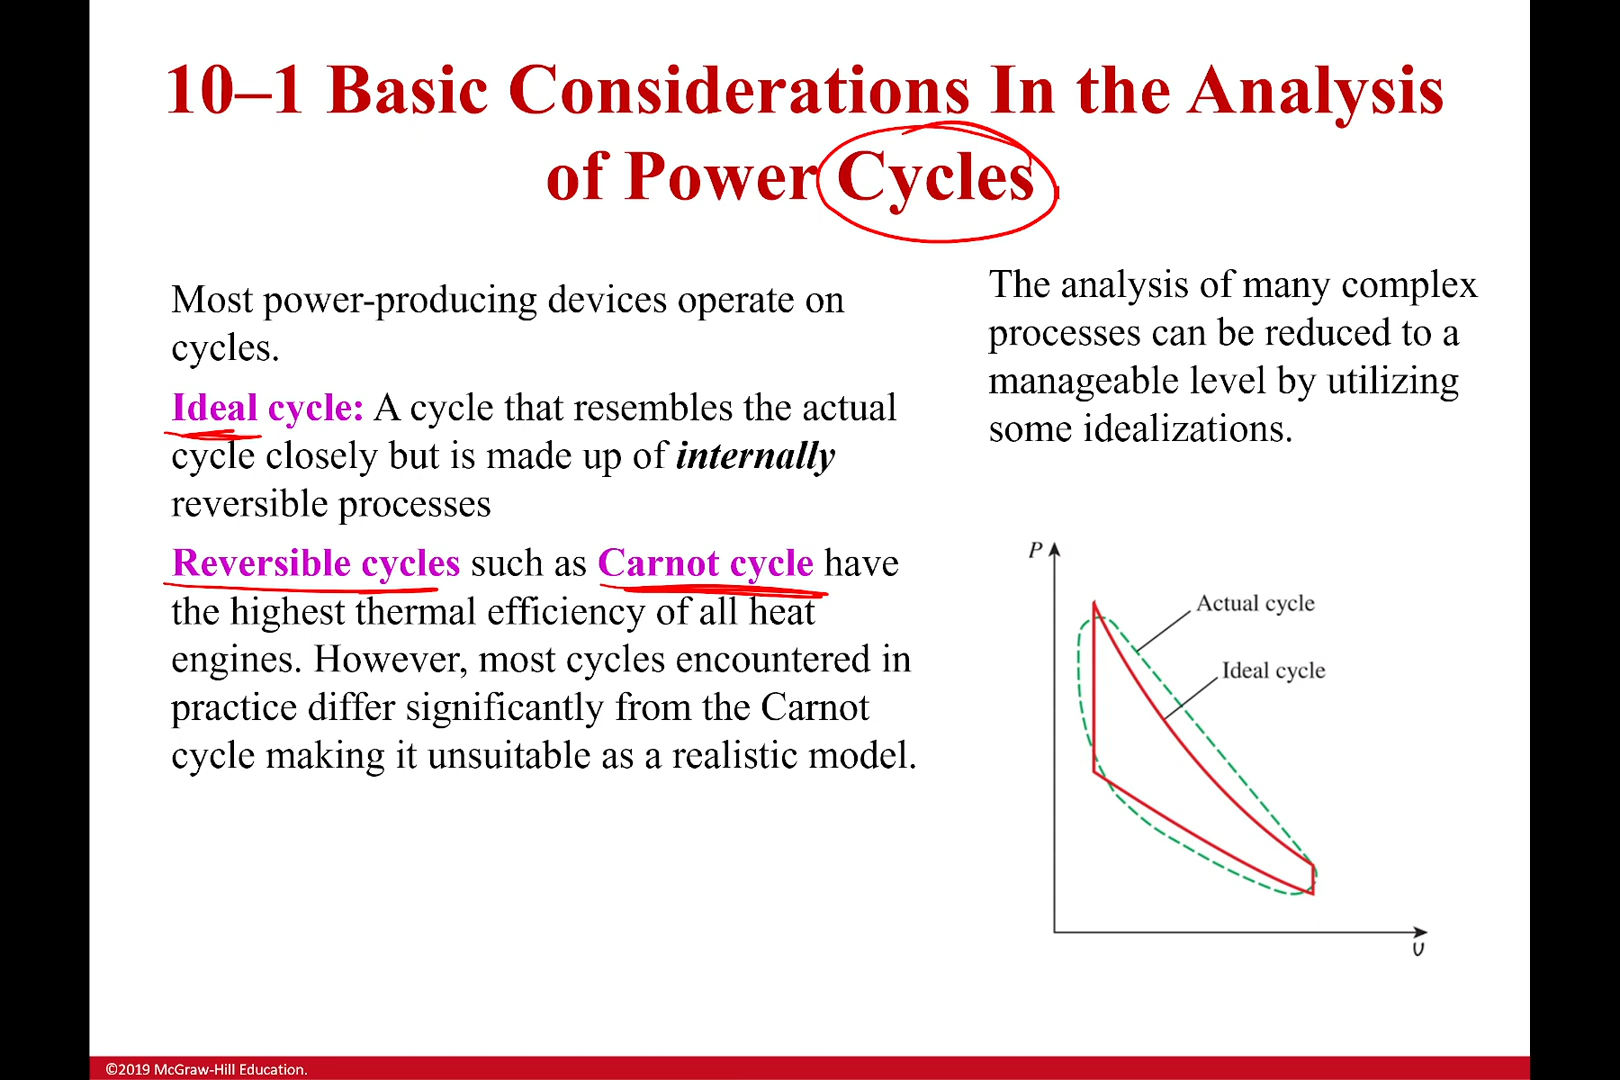 10–1 Basic Considerations In the Analysis
of Power Cycles
Most power-producing devices operate on
cycles.
Ideal cycle: A cycle that resembles the actual
cycle closely but is made up of internally
reversible processes
Reversible cycles such as Carnot cycle have
the highest thermal efficiency of all heat
engines. However, most cycles encountered in
practice differ significantly from the Carnot
cycle making it unsuitable as a realistic model.
The analysis of many complex
processes can be reduced to a
manageable level by utilizing
some idealizations.
P
Actual cycle
Ideal cycle
υ
©2019 McGraw-Hill Education.